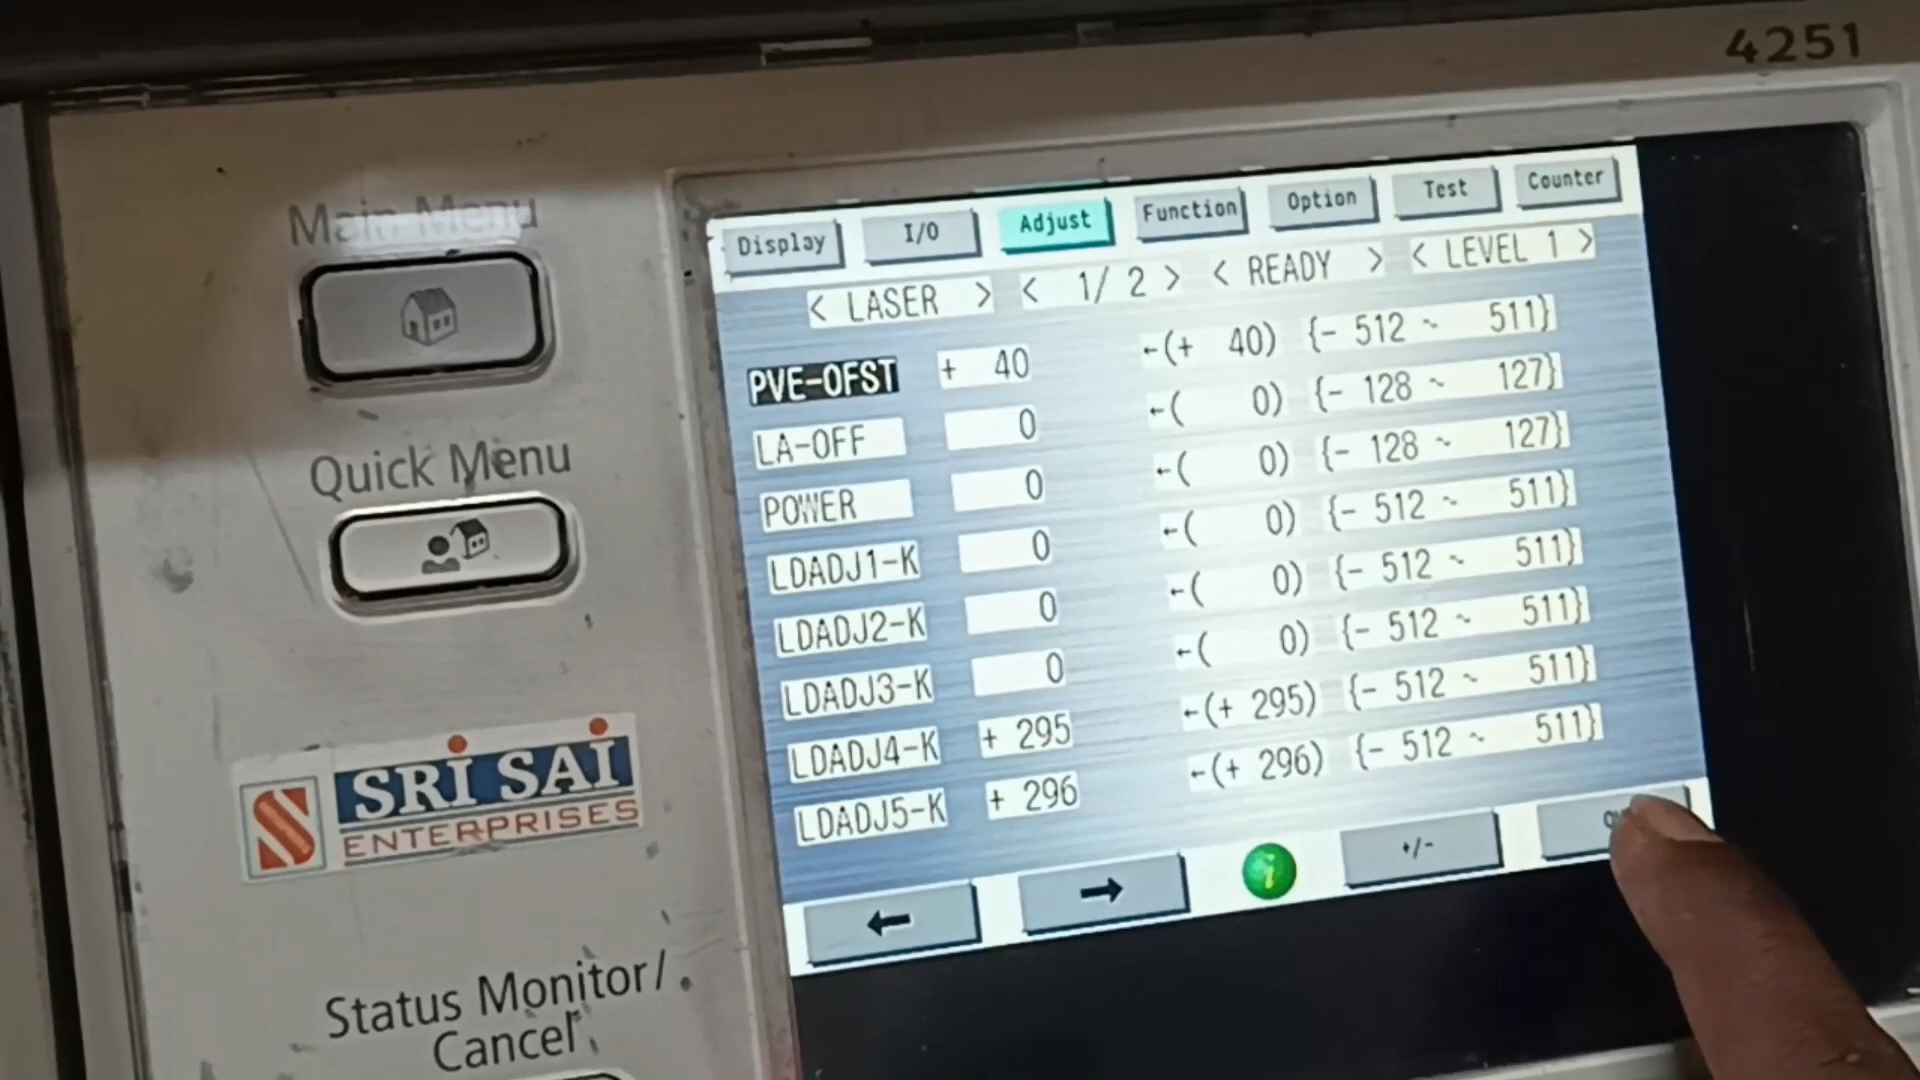 4251
Main Menu
Quick Menu
SRI SAI
ENTERPRISES
Status Monitor/
Cancel
Display I/O Adjust Function Option Test Counter
< LASER > < 1/ 2 > < READY > < LEVEL 1 >
PVE-OFST + 40 ←(+ 40) {- 512 ~ 511}
LA-OFF 0 ←( 0) {- 128 ~ 127}
POWER 0 ←( 0) {- 128 ~ 127}
LDADJ1-K 0 ←( 0) {- 512 ~ 511}
LDADJ2-K 0 ←( 0) {- 512 ~ 511}
LDADJ3-K 0 ←( 0) {- 512 ~ 511}
LDADJ4-K + 295 ←(+ 295) {- 512 ~ 511}
LDADJ5-K + 296 ←(+ 296) {- 512 ~ 511}
← → i +/-